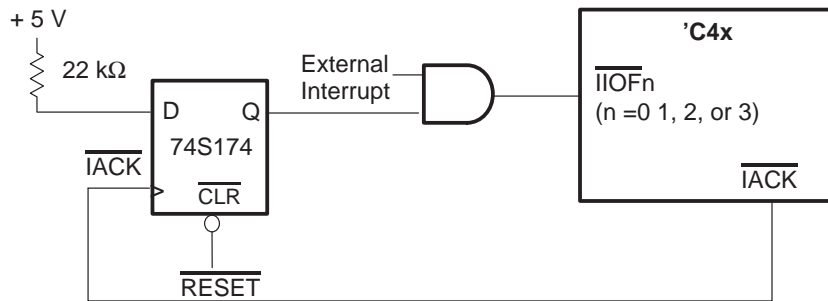 + 5 V
22 kΩ
D
Q
74S174
IACK
CLR
RESET
External
Interrupt
'C4x
IIOFn
(n =0 1, 2, or 3)
IACK